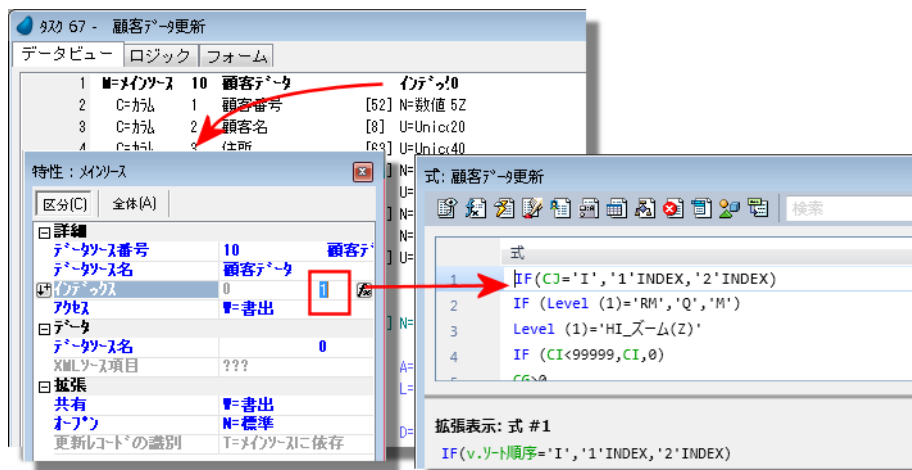 タスク 67 - 顧客データ更新
データビュー ロジック フォーム
1 M=メインソース 10 顧客データ インデック:0
2 C=カラム 1 顧客番号 [52] N=数値 5Z
3 C=カラム 2 顧客名 [8] U=Unicα20
4 C=カラム 3 住所 [63] U=Unicα40
特性 : メインソース
区分(C) 全体(A)
詳細
データソース番号 10 顧客デ
データソース名 顧客データ
インデックス 0 1
アクセス W=書出
データ
データソース名 0
XMLソース項目 ???
拡張
共有 W=書出
オープン N=標準
更新レコードの識別 T=メインソースに依存
] N=
U=
] N=
N=
] U=
] N=
A=
L=
D=
式: 顧客データ更新
検索
式
1 IF(CJ='I','1'INDEX,'2'INDEX)
2 IF (Level (1)='RM','Q','M')
3 Level (1)='HI_ズーム(Z)'
4 IF (CI<99999,CI,0)
5 CG>0
拡張表示: 式 #1
IF(v.ソート順序='I','1'INDEX,'2'INDEX)